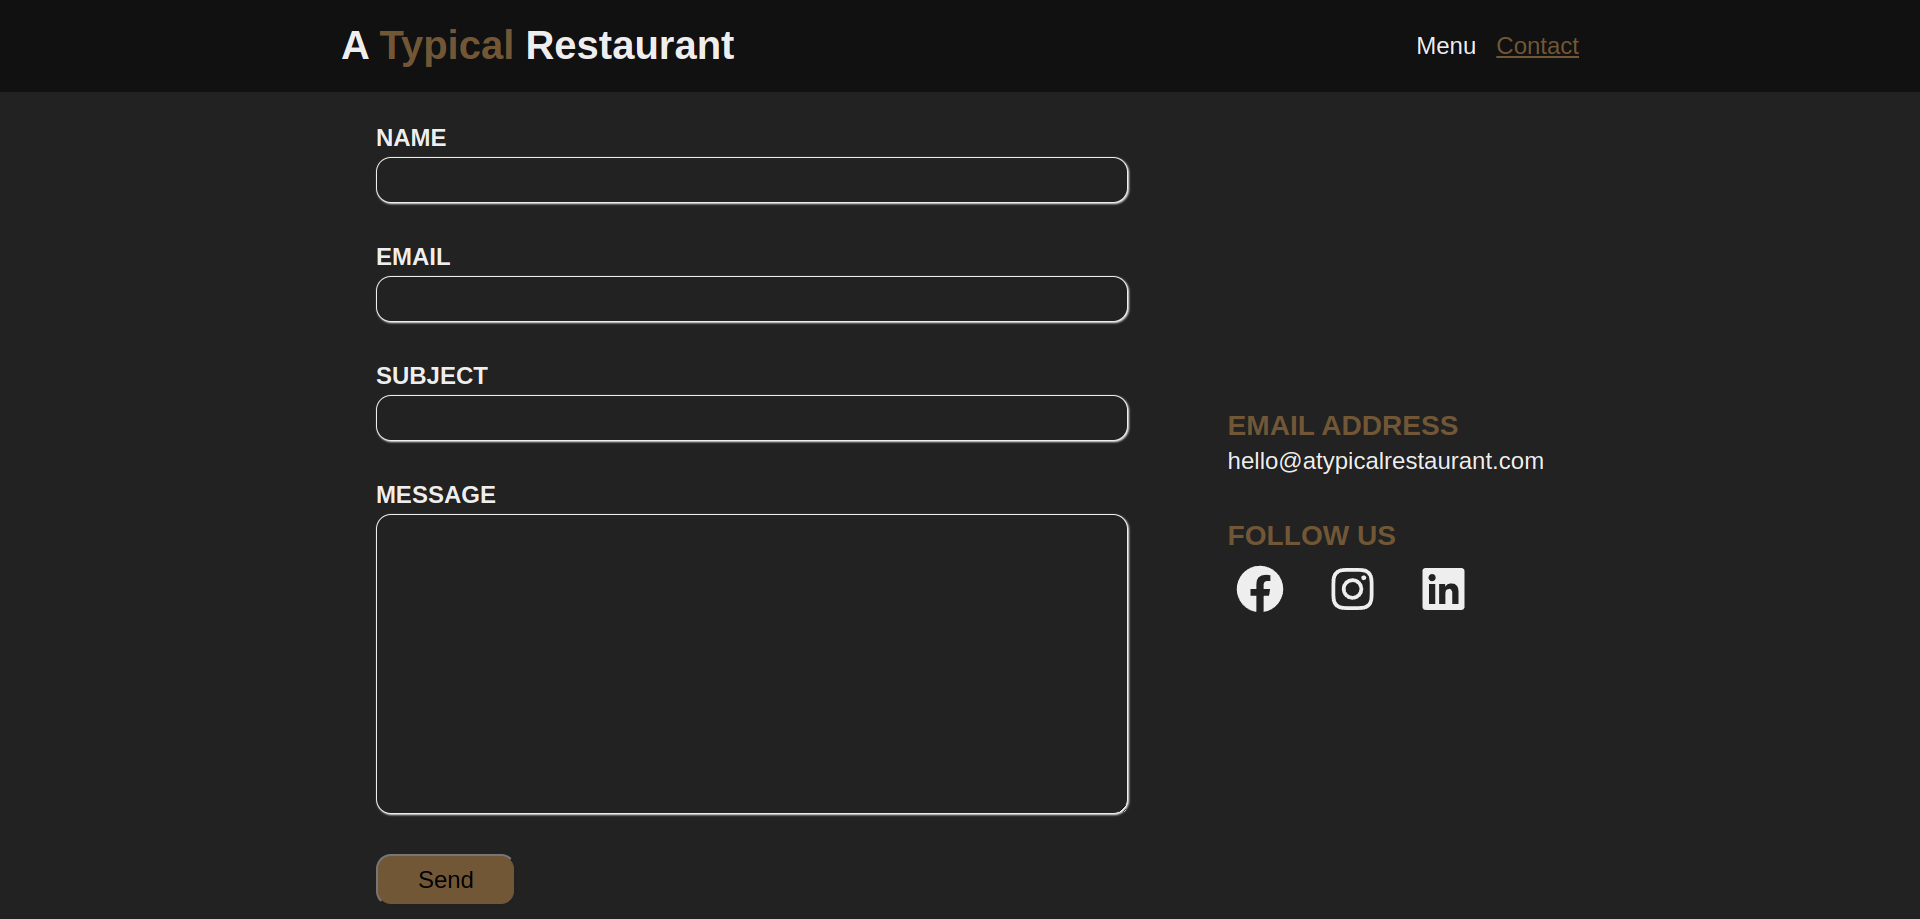 A Typical Restaurant
Menu Contact
NAME
EMAIL
SUBJECT
MESSAGE
Send
EMAIL ADDRESS
hello@atypicalrestaurant.com
FOLLOW US